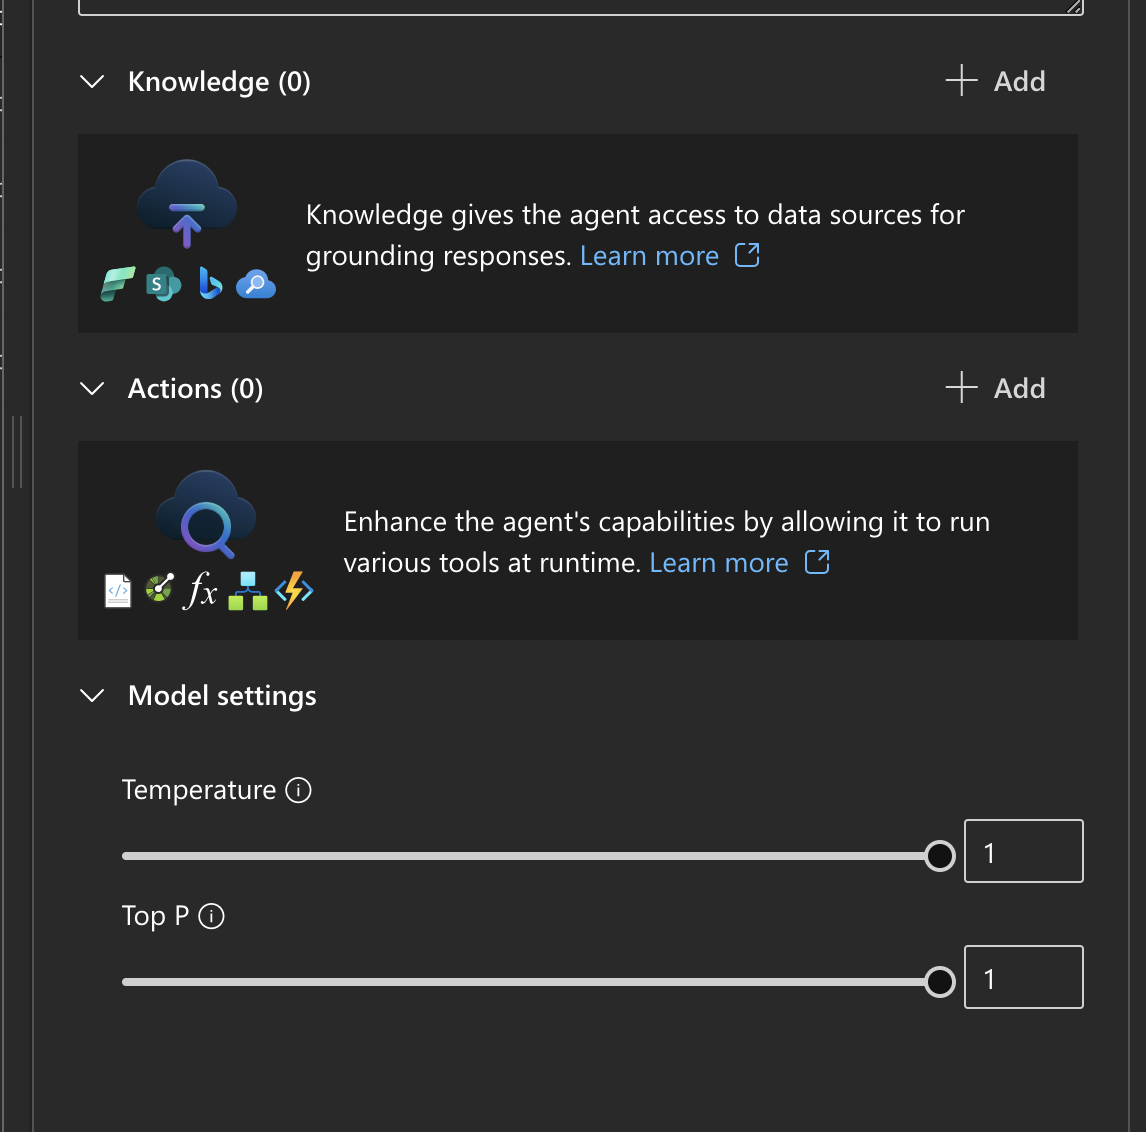 Knowledge (0)
Add
Knowledge gives the agent access to data sources for
grounding responses. Learn more
S
Actions (0)
Add
Enhance the agent's capabilities by allowing it to run
various tools at runtime. Learn more
</>
fx
Model settings
Temperature
1
Top P
1